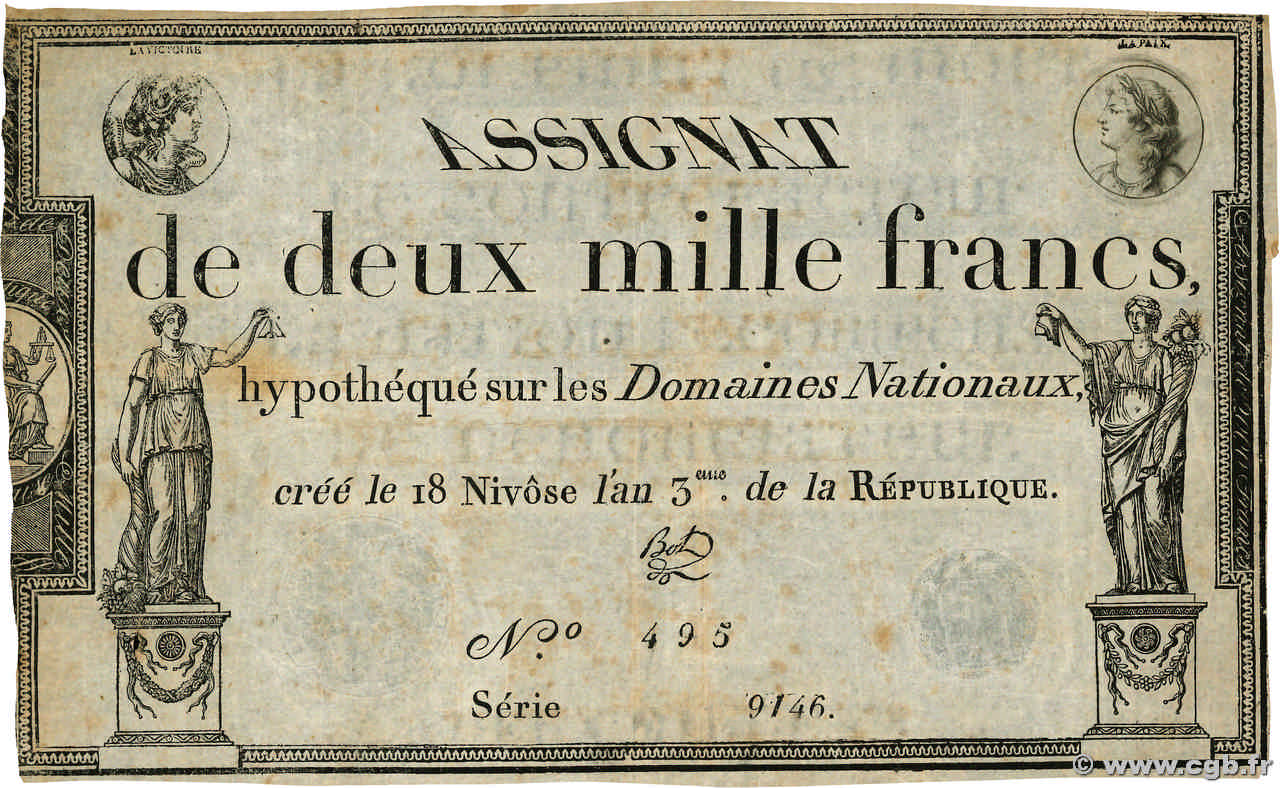 LA VICTOIRE
LA PAIX
ASSIGNAT
de deux mille francs,
hypothéqué sur les Domaines Nationaux,
créé le 18 Nivôse l'an 3eme. de la RÉPUBLIQUE.
Bot
N.o 495
Série 9146.
© www.cgb.fr